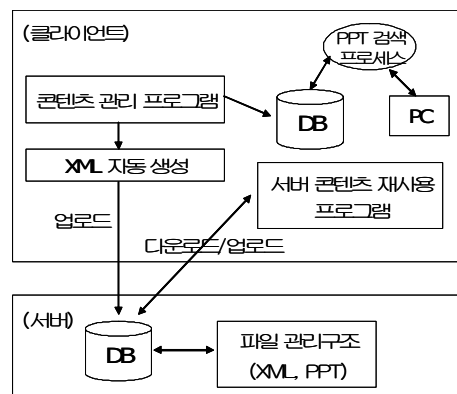 (클라이언트)
PPT 검색
프로세스
콘텐츠 관리 프로그램
DB
PC
XML 자동 생성
서버 콘텐츠 재사용
프로그램
업로드
다운로드/업로드
(서버)
DB
파일 관리구조
(XML, PPT)